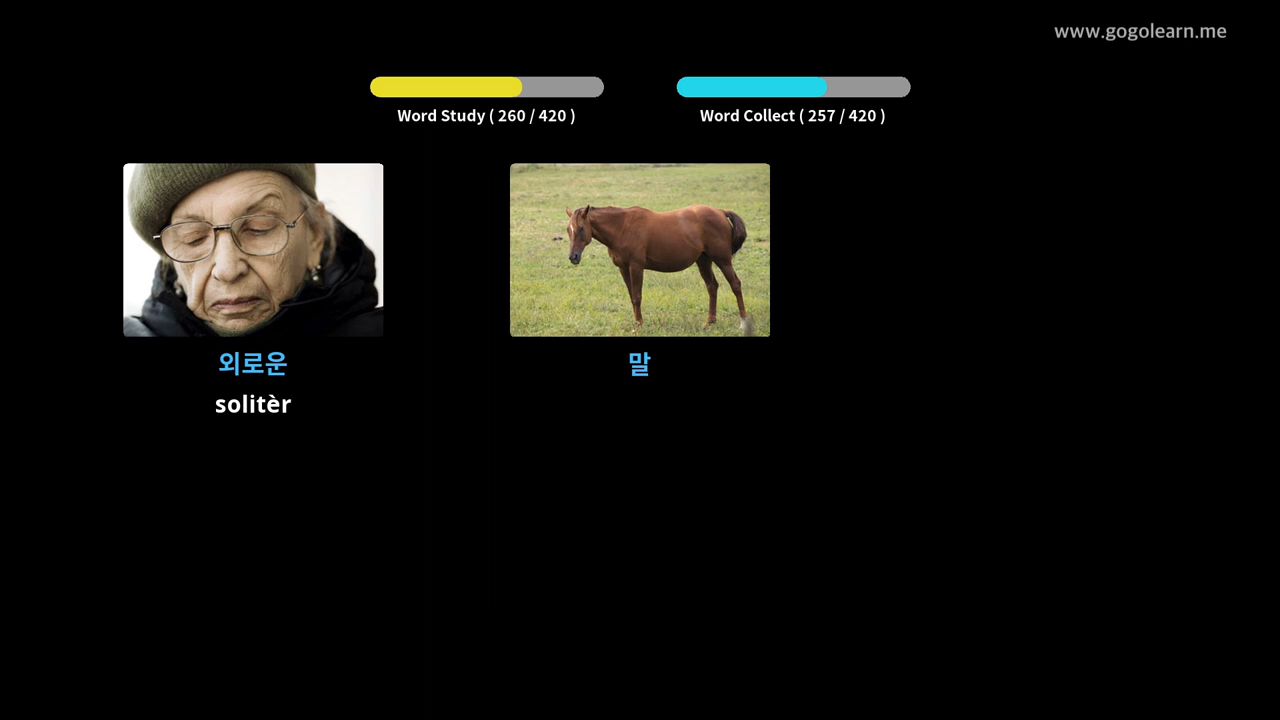 www.gogolearn.me
Word Study ( 260 / 420 )
Word Collect ( 257 / 420 )
외로운
solitèr
말